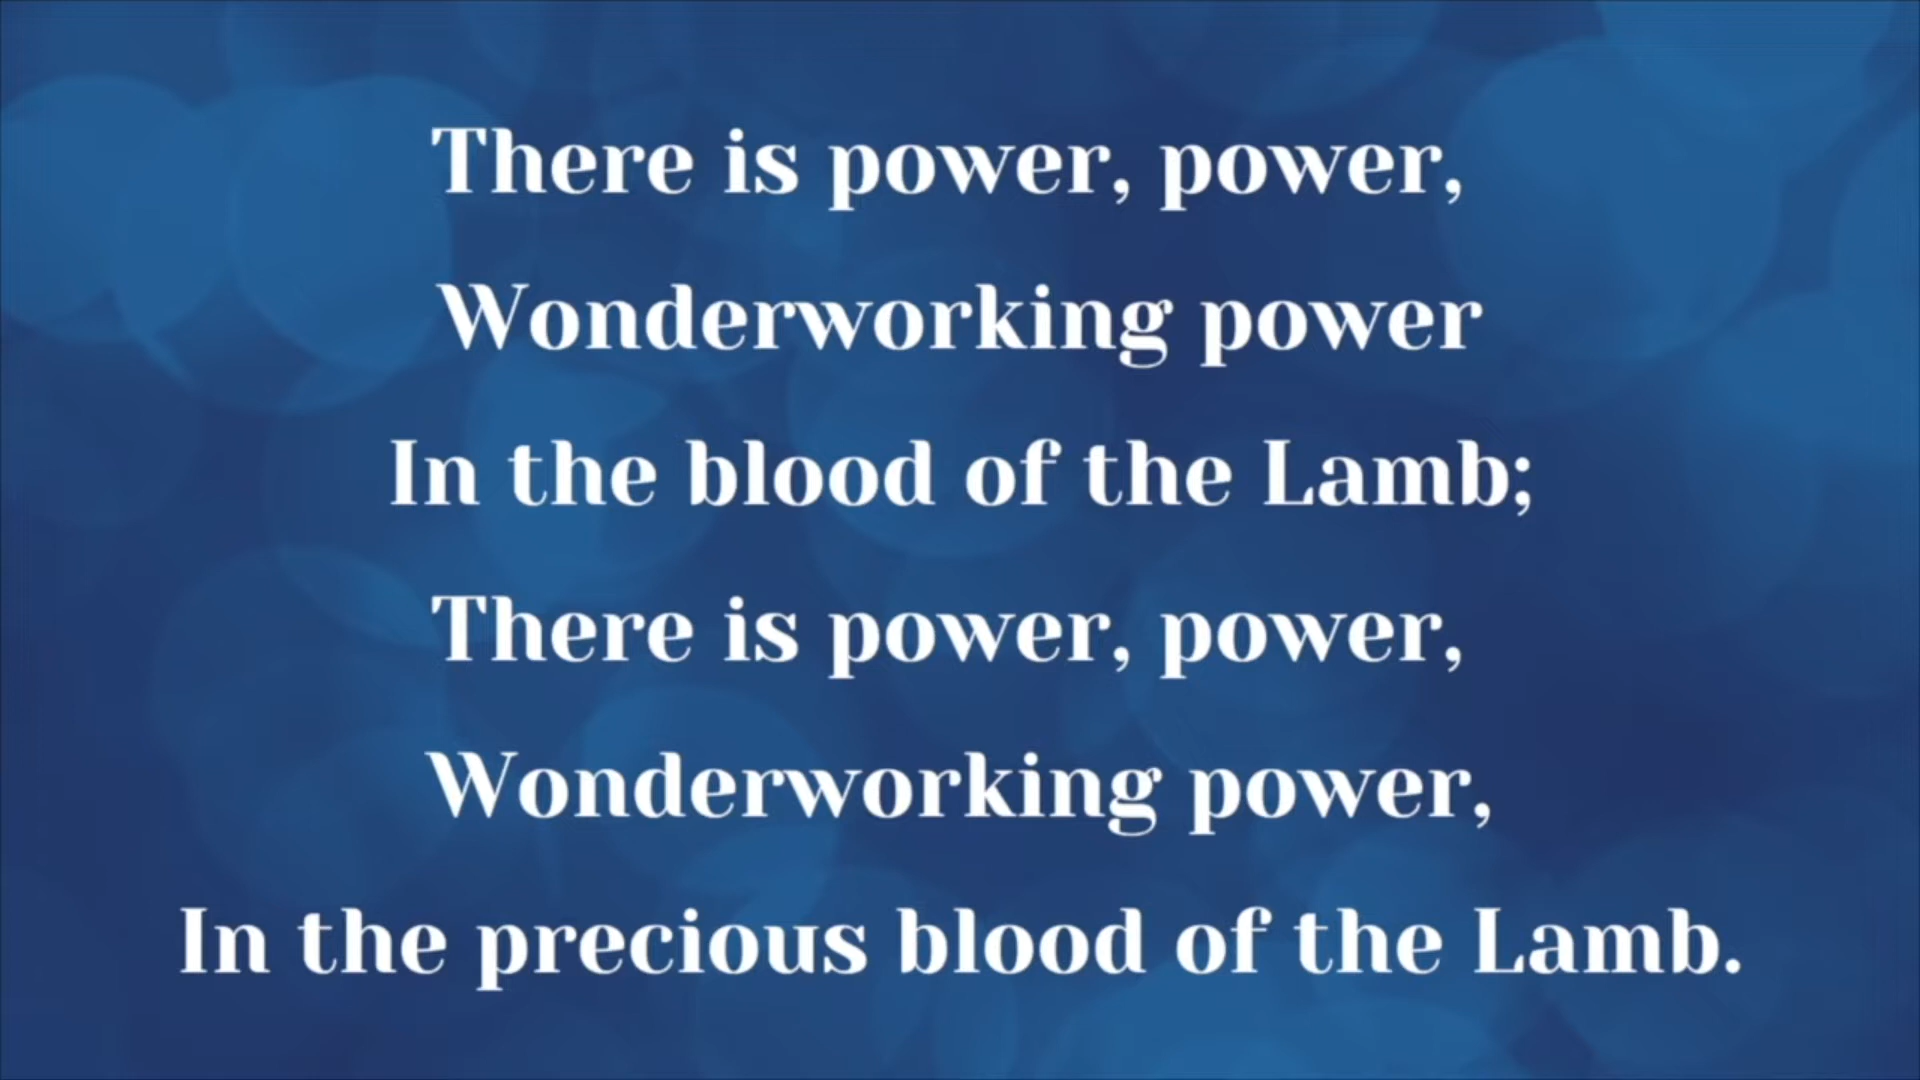 There is power, power,
Wonderworking power
In the blood of the Lamb;
There is power, power,
Wonderworking power,
In the precious blood of the Lamb.